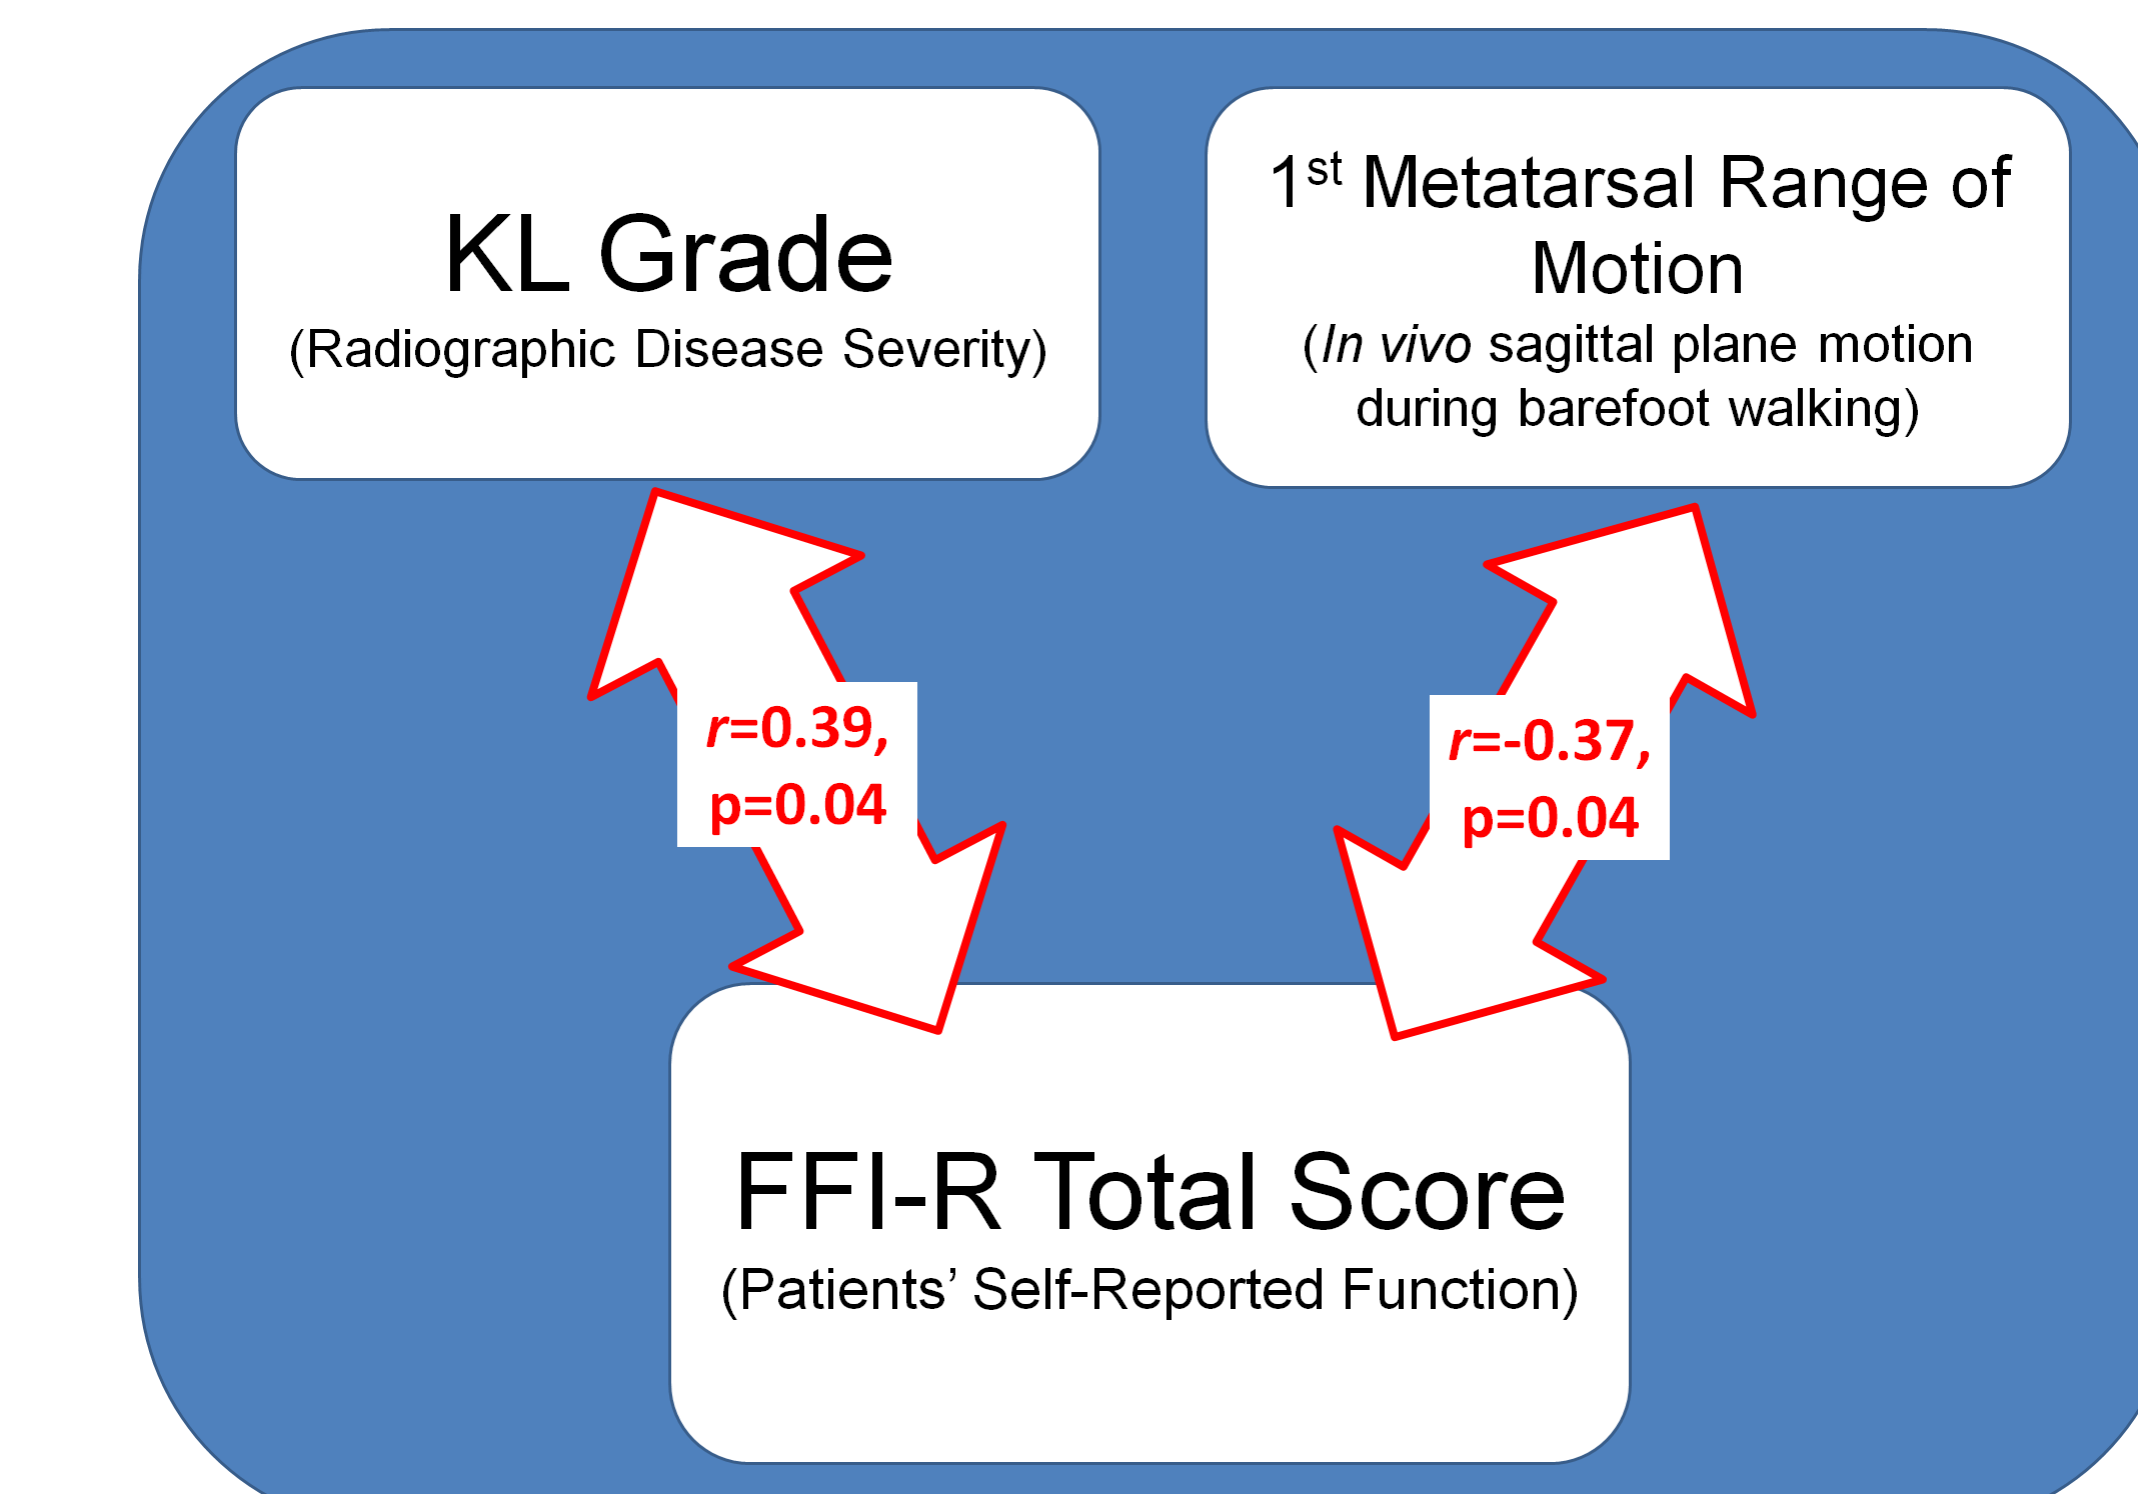 KL Grade
(Radiographic Disease Severity)
1st Metatarsal Range of
Motion
(In vivo sagittal plane motion
during barefoot walking)
r=0.39,
p=0.04
r=-0.37,
p=0.04
FFI-R Total Score
(Patients’ Self-Reported Function)